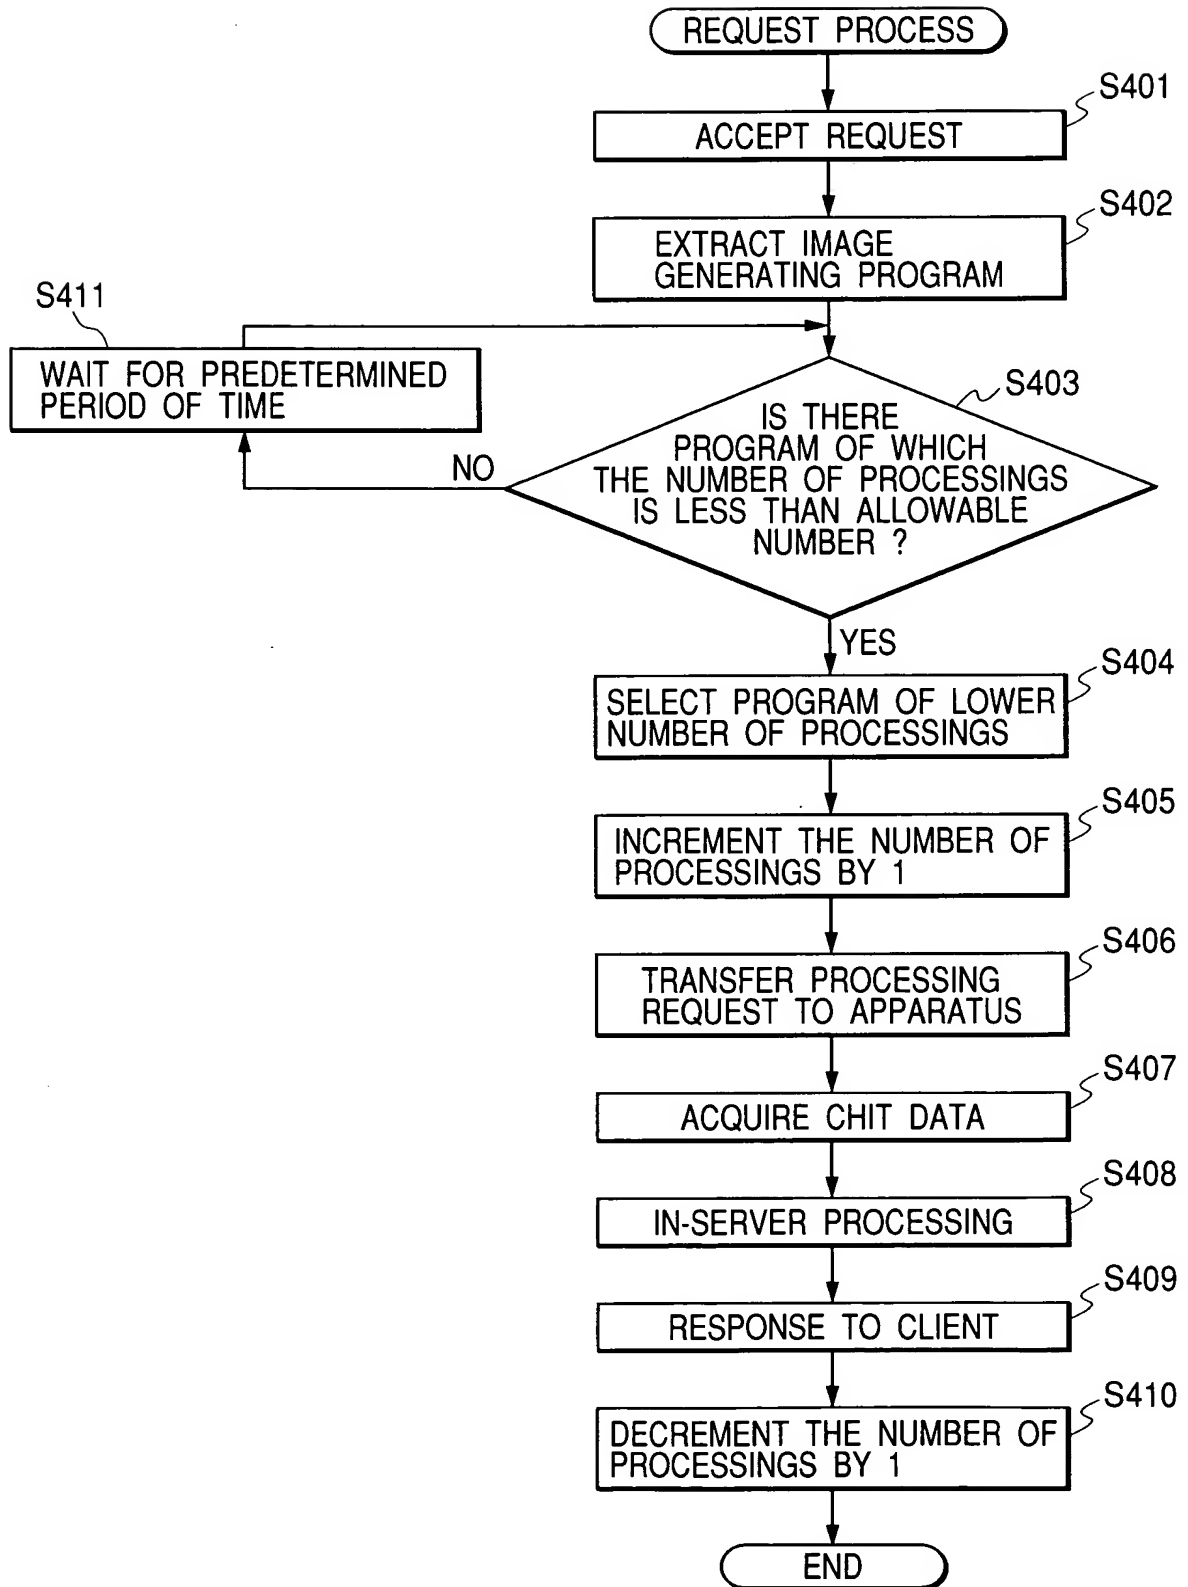 REQUEST PROCESS
S401
ACCEPT REQUEST
S402
EXTRACT IMAGE
GENERATING PROGRAM
S411
WAIT FOR PREDETERMINED
PERIOD OF TIME
S403
IS THERE
PROGRAM OF WHICH
THE NUMBER OF PROCESSINGS
IS LESS THAN ALLOWABLE
NUMBER ?
NO
YES
S404
SELECT PROGRAM OF LOWER
NUMBER OF PROCESSINGS
S405
INCREMENT THE NUMBER OF
PROCESSINGS BY 1
S406
TRANSFER PROCESSING
REQUEST TO APPARATUS
S407
ACQUIRE CHIT DATA
S408
IN-SERVER PROCESSING
S409
RESPONSE TO CLIENT
S410
DECREMENT THE NUMBER OF
PROCESSINGS BY 1
END